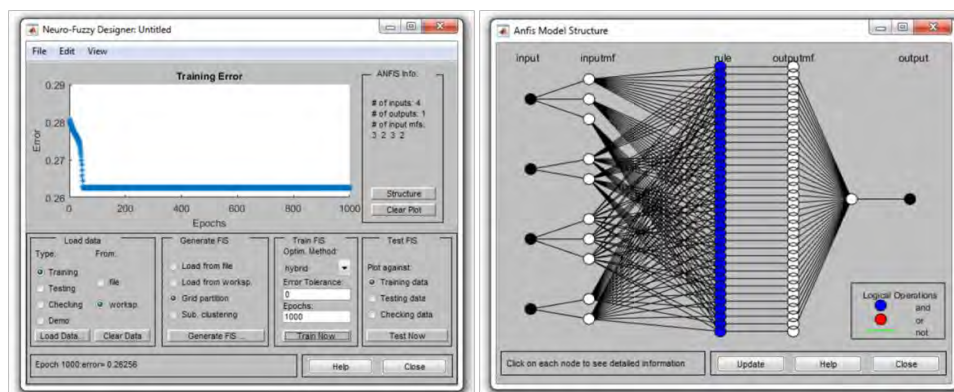 Neuro-Fuzzy Designer: Untitled
File Edit View
Training Error
0.29
0.28
0.27
0.26
Error
0 200 400 600 800 1000
Epochs
ANFIS Info.
# of inputs: 4
# of outputs: 1
# of input mfs:
3 2 3 2
Structure
Clear Plot
Load data
Type: From:
Training
Testing
Checking
Demo
file
worksp.
Load Data... Clear Data
Generate FIS
Load from file
Load from worksp.
Grid partition
Sub. clustering
Generate FIS ...
Train FIS
Optim. Method:
hybrid
Error Tolerance:
0
Epochs:
1000
Train Now
Test FIS
Plot against:
Training data
Testing data
Checking data
Test Now
Epoch 1000:error= 0.26256
Help Close
Anfis Model Structure
input inputmf rule outputmf output
Logical Operations
and
or
not
Click on each node to see detailed information
Update Help Close